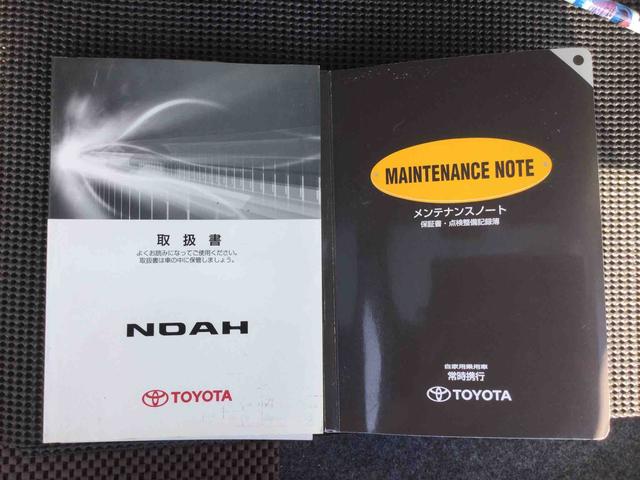 取扱書
よくお読みになってご使用ください。
取扱書は車の中に保管しましょう。
NOAH
TOYOTA
MAINTENANCE NOTE
メンテナンスノート
保証書・点検整備記録簿
自家用乗用車
常時携行
TOYOTA